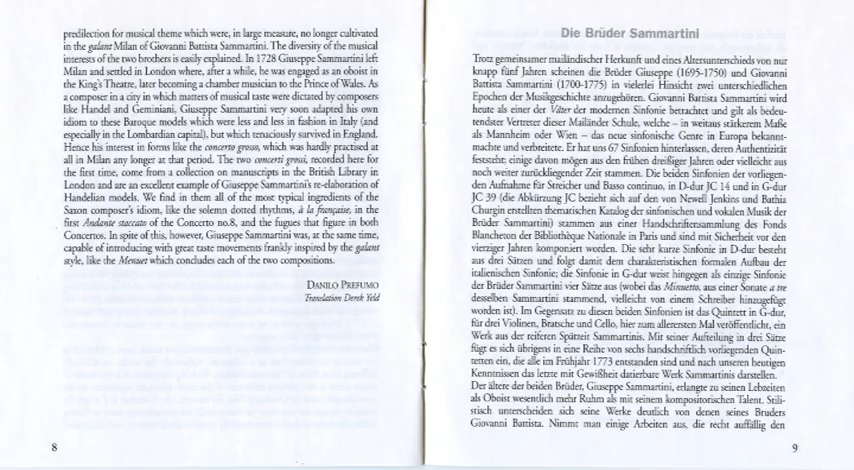 predilection for musical theme which were, in large measure, no longer cultivated
in the galant Milan of Giovanni Battista Sammartini. The diversity of the musical
interests of the two brothers is easily explained. In 1728 Giuseppe Sammartini left
Milan and settled in London where, after a while, he was engaged as an oboist in
the King's Theatre, later becoming a chamber musician to the Prince of Wales. As
a composer in a city in which matters of musical taste were dictated by composers
like Handel and Geminiani, Giuseppe Sammartini very soon adapted his own
idiom to these Baroque models which were less and less in fashion in Italy (and
especially in the Lombardian capital), but which tenaciously survived in England.
Hence his interest in forms like the concerto grosso, which was hardly practised at
all in Milan any longer at that period. The two concerti grossi, recorded here for
the first time, come from a collection on manuscripts in the British Library in
London and are an excellent example of Giuseppe Sammartini's re-elaboration of
Handelian models. We find in them all of the most typical ingredients of the
Saxon composer's idiom, like the solemn dotted rhythms, à la française, in the
first Andante staccato of the Concerto no.8, and the fugues that figure in both
Concertos. In spite of this, however, Giuseppe Sammartini was, at the same time,
capable of introducing with great taste movements frankly inspired by the galant
style, like the Menuet which concludes each of the two compositions.
DANILO PREFUMO
Translation Derek Yeld
8
Die Brüder Sammartini
Trotz gemeinsamer mailändischer Herkunft und eines Altersunterschieds von nur
knapp fünf Jahren scheinen die Brüder Giuseppe (1695-1750) und Giovanni
Battista Sammartini (1700-1775) in vielerlei Hinsicht zwei unterschiedlichen
Epochen der Musikgeschichte anzugehören. Giovanni Battista Sammartini wird
heute als einer der Väter der modernen Sinfonie betrachtet und gilt als bedeu-
tendster Vertreter dieser Mailänder Schule, welche – in weitaus stärkerem Maße
als Mannheim oder Wien – das neue sinfonische Genre in Europa bekannt-
machte und verbreitete. Er hat uns 67 Sinfonien hinterlassen, deren Authentizität
feststeht; einige davon mögen aus den frühen dreißiger Jahren oder vielleicht aus
noch weiter zurückliegender Zeit stammen. Die beiden Sinfonien der vorliegen-
den Aufnahme für Streicher und Basso continuo, in D-dur JC 14 und in G-dur
JC 39 (die Abkürzung JC bezieht sich auf den von Newell Jenkins und Bathia
Churgin erstellten thematischen Katalog der sinfonischen und vokalen Musik der
Brüder Sammartini) stammen aus einer Handschriftensammlung des Fonds
Blancheton der Bibliothèque Nationale in Paris und sind mit Sicherheit vor den
vierziger Jahren komponiert worden. Die sehr kurze Sinfonie in D-dur besteht
aus drei Sätzen und folgt damit dem charakteristischen formalen Aufbau der
italienischen Sinfonie; die Sinfonie in G-dur weist hingegen als einzige Sinfonie
der Brüder Sammartini vier Sätze aus (wobei das Minuetto, aus einer Sonate a tre
desselben Sammartini stammend, vielleicht von einem Schreiber hinzugefügt
worden ist). Im Gegensatz zu diesen beiden Sinfonien ist das Quintett in G-dur,
für drei Violinen, Bratsche und Cello, hier zum allerersten Mal veröffentlicht, ein
Werk aus der reiferen Spätzeit Sammartinis. Mit seiner Aufteilung in drei Sätze
fügt es sich übrigens in eine Reihe von sechs handschriftlich vorliegenden Quin-
tetten ein, die alle im Frühjahr 1773 entstanden sind und nach unseren heutigen
Kenntnissen das letzte mit Gewißheit datierbare Werk Sammartinis darstellen.
Der ältere der beiden Brüder, Giuseppe Sammartini, erlangte zu seinen Lebzeiten
als Oboist wesentlich mehr Ruhm als mit seinem kompositorischen Talent. Stili-
stisch unterscheiden sich seine Werke deutlich von denen seines Bruders
Giovanni Battista. Nimmt man einige Arbeiten aus, die recht auffällig den
9